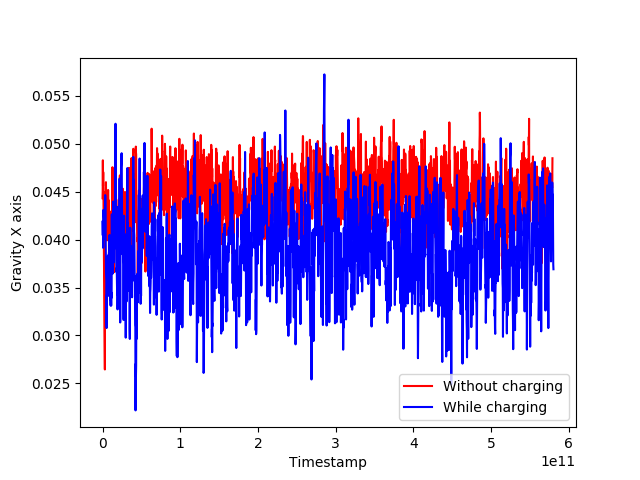 Gravity X axis
0.055
0.050
0.045
0.040
0.035
0.030
0.025
Without charging
While charging
0 1 2 3 4 5 6
1e11
Timestamp